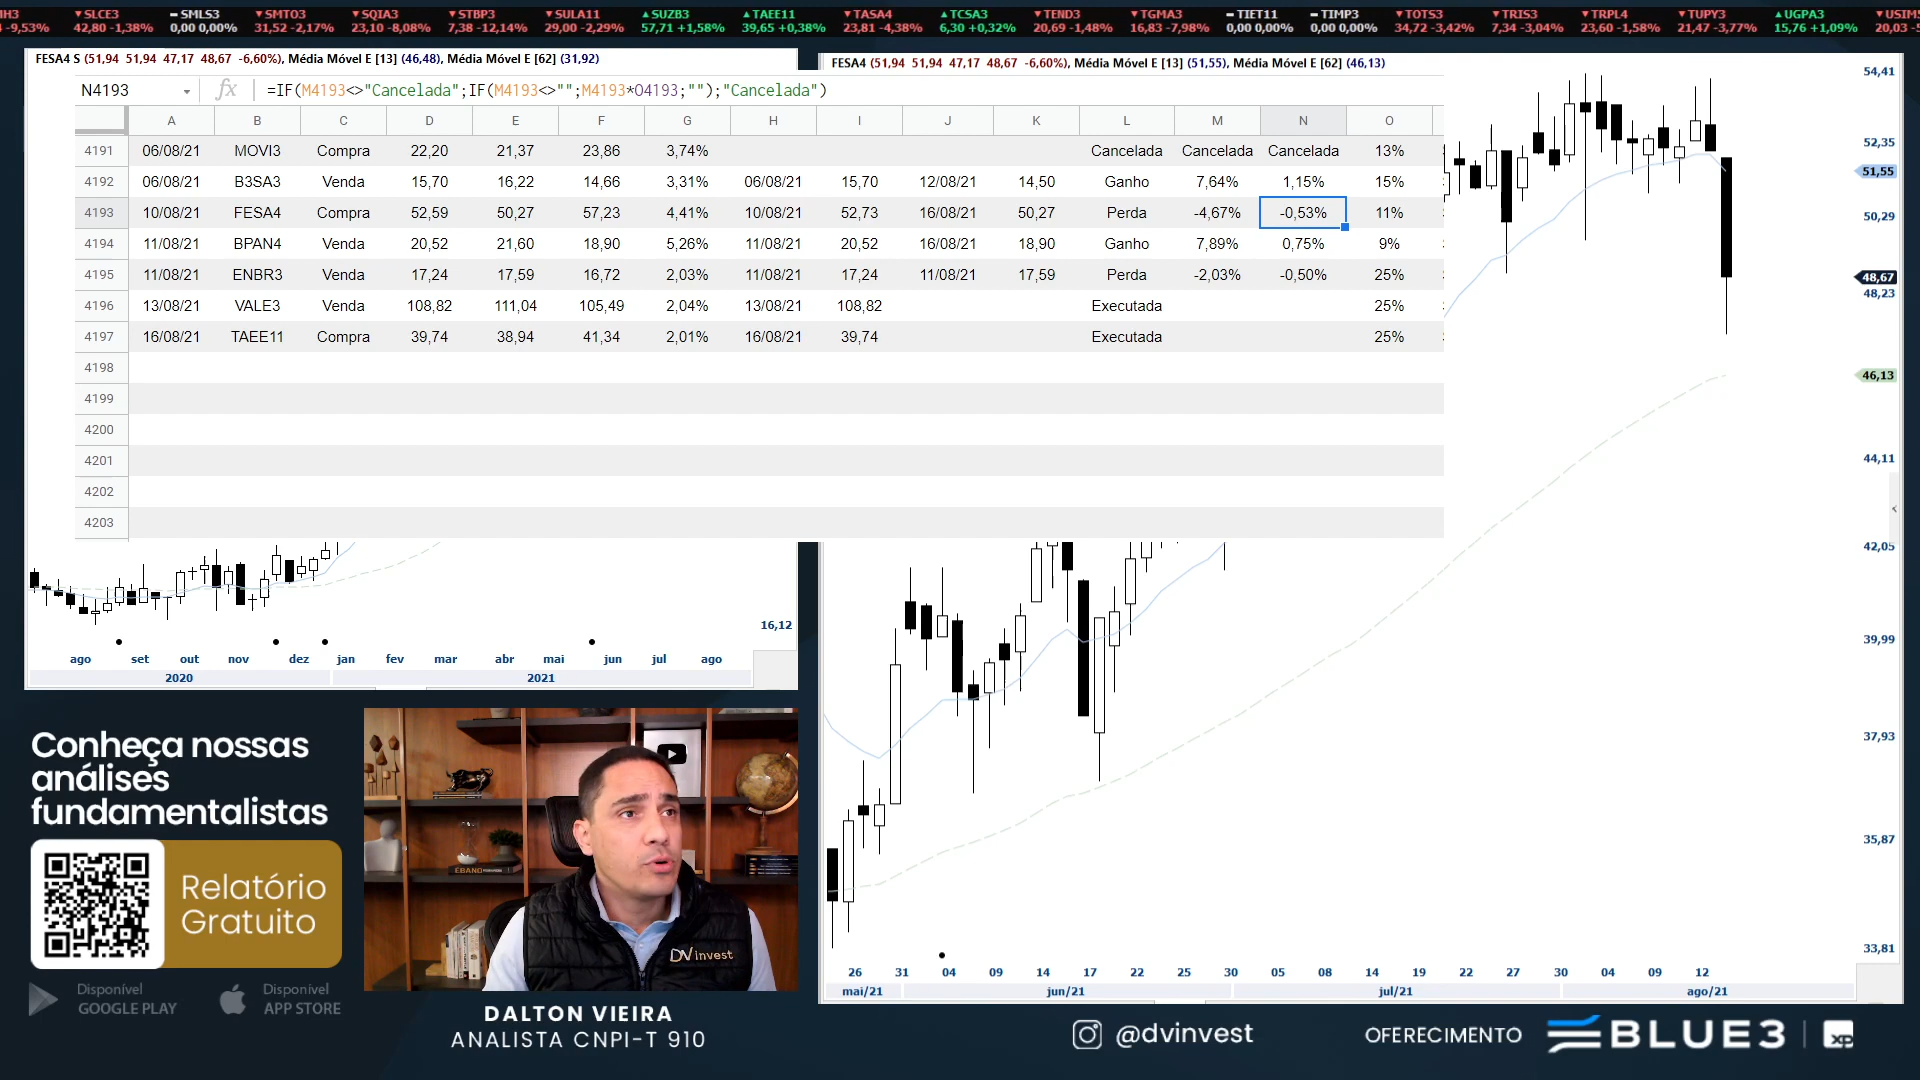 -9,53%
SLCE3 42,80 -1,38%
SMLS3 0,00 0,00%
SMTO3 31,52 -2,17%
SQIA3 23,10 -8,08%
STBP3 7,38 -12,14%
SULA11 29,00 -2,29%
SUZB3 57,71 +1,58%
TAEE11 39,65 +0,38%
TASA4 23,81 -4,38%
TCSA3 6,30 +0,32%
TEND3 20,69 -1,48%
TGMA3 16,83 -7,98%
TIET11 0,00 0,00%
TIMP3 0,00 0,00%
TOTS3 34,72 -3,42%
TRIS3 7,34 -3,04%
TRPL4 23,60 -1,58%
TUPY3 21,47 -3,77%
UGPA3 15,76 +1,09%
FESA4 S (51,94 51,94 47,17 48,67 -6,60%), Média Móvel E [13] (46,48), Média Móvel E [62] (31,92)
FESA4 (51,94 51,94 47,17 48,67 -6,60%), Média Móvel E [13] (51,55), Média Móvel E [62] (46,13)
N4193 fx =IF(M4193<>"Cancelada";IF(M4193<>"";M4193*O4193;"");"Cancelada")
A B C D E F G H I J K L M N O
4191 06/08/21 MOVI3 Compra 22,20 21,37 23,86 3,74% Cancelada Cancelada Cancelada 13%
4192 06/08/21 B3SA3 Venda 15,70 16,22 14,66 3,31% 06/08/21 15,70 12/08/21 14,50 Ganho 7,64% 1,15% 15%
4193 10/08/21 FESA4 Compra 52,59 50,27 57,23 4,41% 10/08/21 52,73 16/08/21 50,27 Perda -4,67% -0,53% 11%
4194 11/08/21 BPAN4 Venda 20,52 21,60 18,90 5,26% 11/08/21 20,52 16/08/21 18,90 Ganho 7,89% 0,75% 9%
4195 11/08/21 ENBR3 Venda 17,24 17,59 16,72 2,03% 11/08/21 17,24 11/08/21 17,59 Perda -2,03% -0,50% 25%
4196 13/08/21 VALE3 Venda 108,82 111,04 105,49 2,04% 13/08/21 108,82 Executada 25%
4197 16/08/21 TAEE11 Compra 39,74 38,94 41,34 2,01% 16/08/21 39,74 Executada 25%
4198
4199
4200
4201
4202
4203
54,41
52,35
51,55
50,29
48,67
48,23
46,13
44,11
42,05
39,99
37,93
35,87
33,81
16,12
ago set out nov dez jan fev mar abr mai jun jul ago
2020 2021
26 31 04 09 14 17 22 25 30 05 08 14 19 22 27 30 04 09 12
mai/21 jun/21 jul/21 ago/21
Conheça nossas
análises
fundamentalistas
Relatório
Gratuito
Disponível
GOOGLE PLAY
Disponível
APP STORE
EBANO
DV invest
DALTON VIEIRA
ANALISTA CNPI-T 910
@dvinvest
OFERECIMENTO
BLUE3
xp